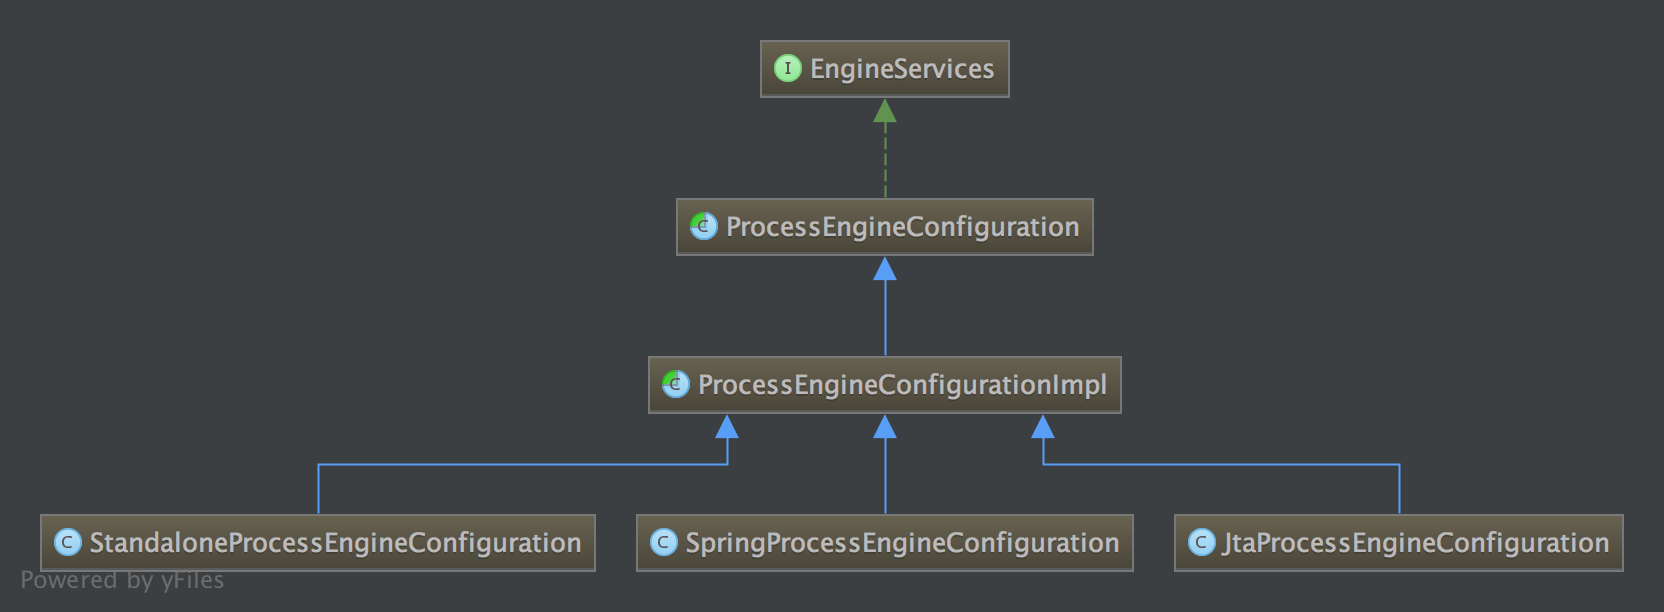 I EngineServices
C ProcessEngineConfiguration
C ProcessEngineConfigurationImpl
C StandaloneProcessEngineConfiguration
C SpringProcessEngineConfiguration
C JtaProcessEngineConfiguration
Powered by yFiles